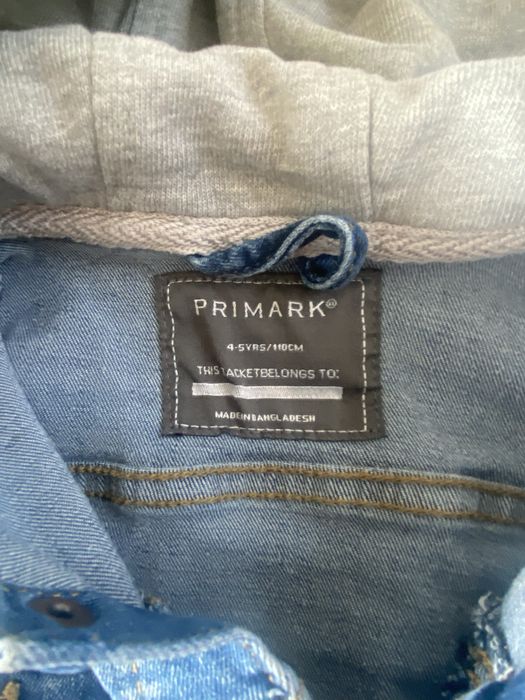 PRIMARK®
4-5YRS/110CM
THIS JACKET BELONGS TO:
MADE IN BANGLADESH